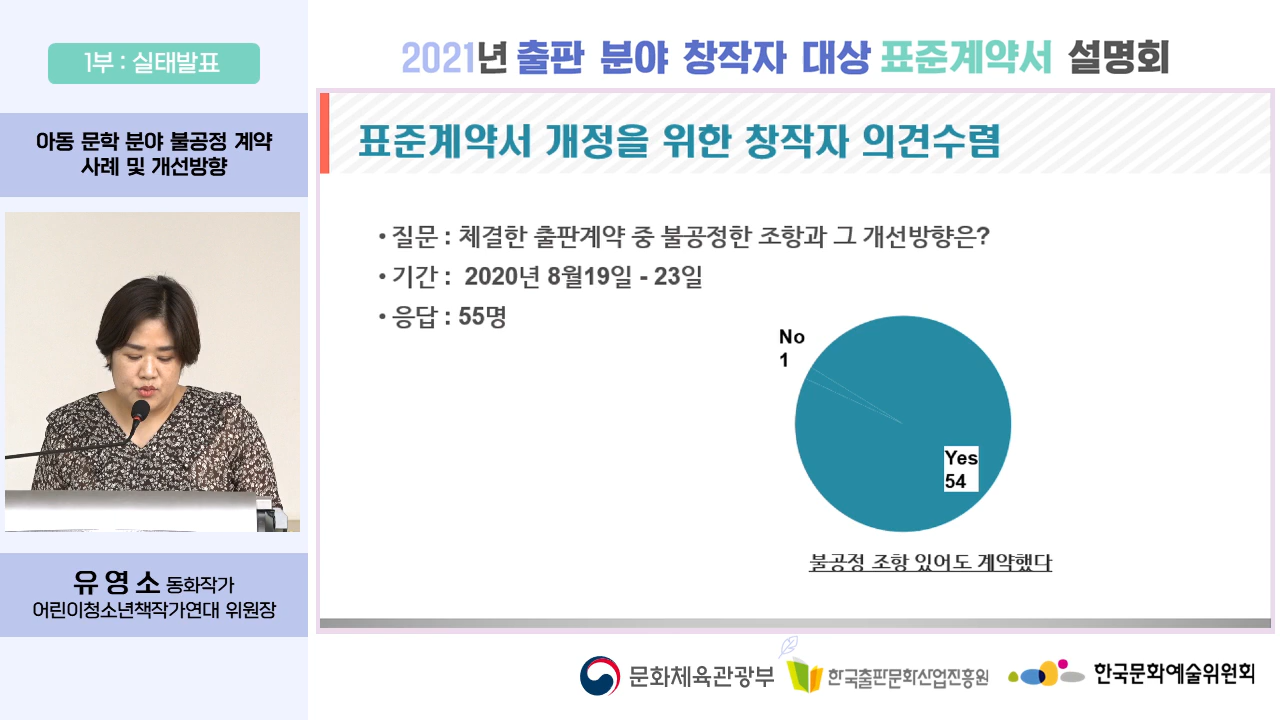 1부 : 실태발표
아동 문학 분야 불공정 계약
사례 및 개선방향
유영소 동화작가
어린이청소년책작가연대 위원장
2021년 출판 분야 창작자 대상 표준계약서 설명회
표준계약서 개정을 위한 창작자 의견수렴
• 질문 : 체결한 출판계약 중 불공정한 조항과 그 개선방향은?
• 기간 : 2020년 8월19일 - 23일
• 응답 : 55명
No
1
Yes
54
불공정 조항 있어도 계약했다
문화체육관광부
한국출판문화산업진흥원
한국문화예술위원회